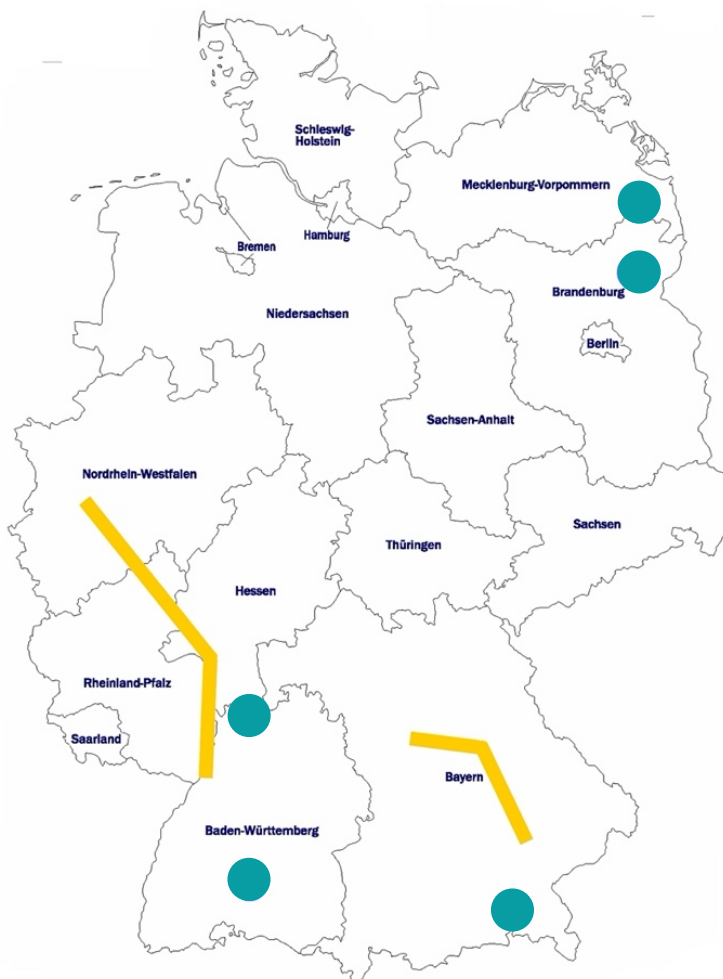 Schleswig-
Holstein
Mecklenburg-Vorpommern
Hamburg
Bremen
Brandenburg
Niedersachsen
Berlin
Sachsen-Anhalt
Nordrhein-Westfalen
Sachsen
Thüringen
Hessen
Rheinland-Pfalz
Saarland
Bayern
Baden-Württemberg